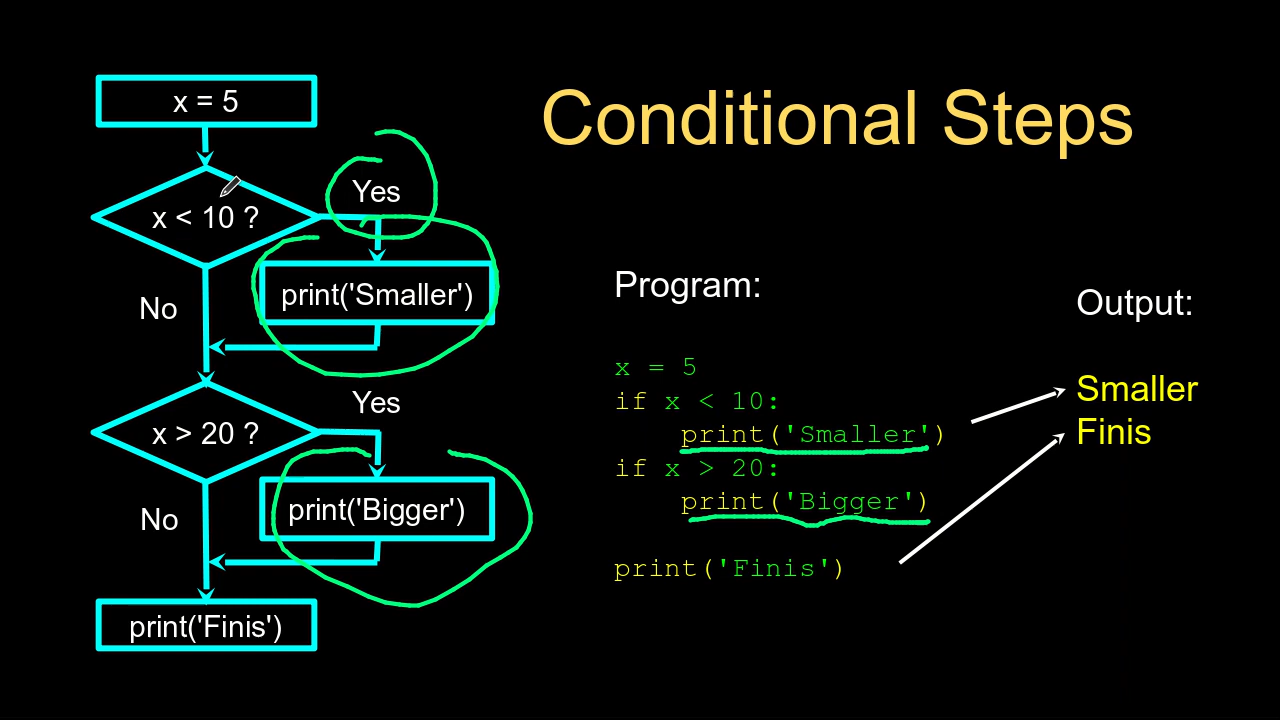 Conditional Steps
x = 5
x < 10 ?
Yes
print('Smaller')
No
x > 20 ?
Yes
print('Bigger')
No
print('Finis')
Program:
x = 5
if x < 10:
    print('Smaller')
if x > 20:
    print('Bigger')
print('Finis')
Output:
Smaller
Finis